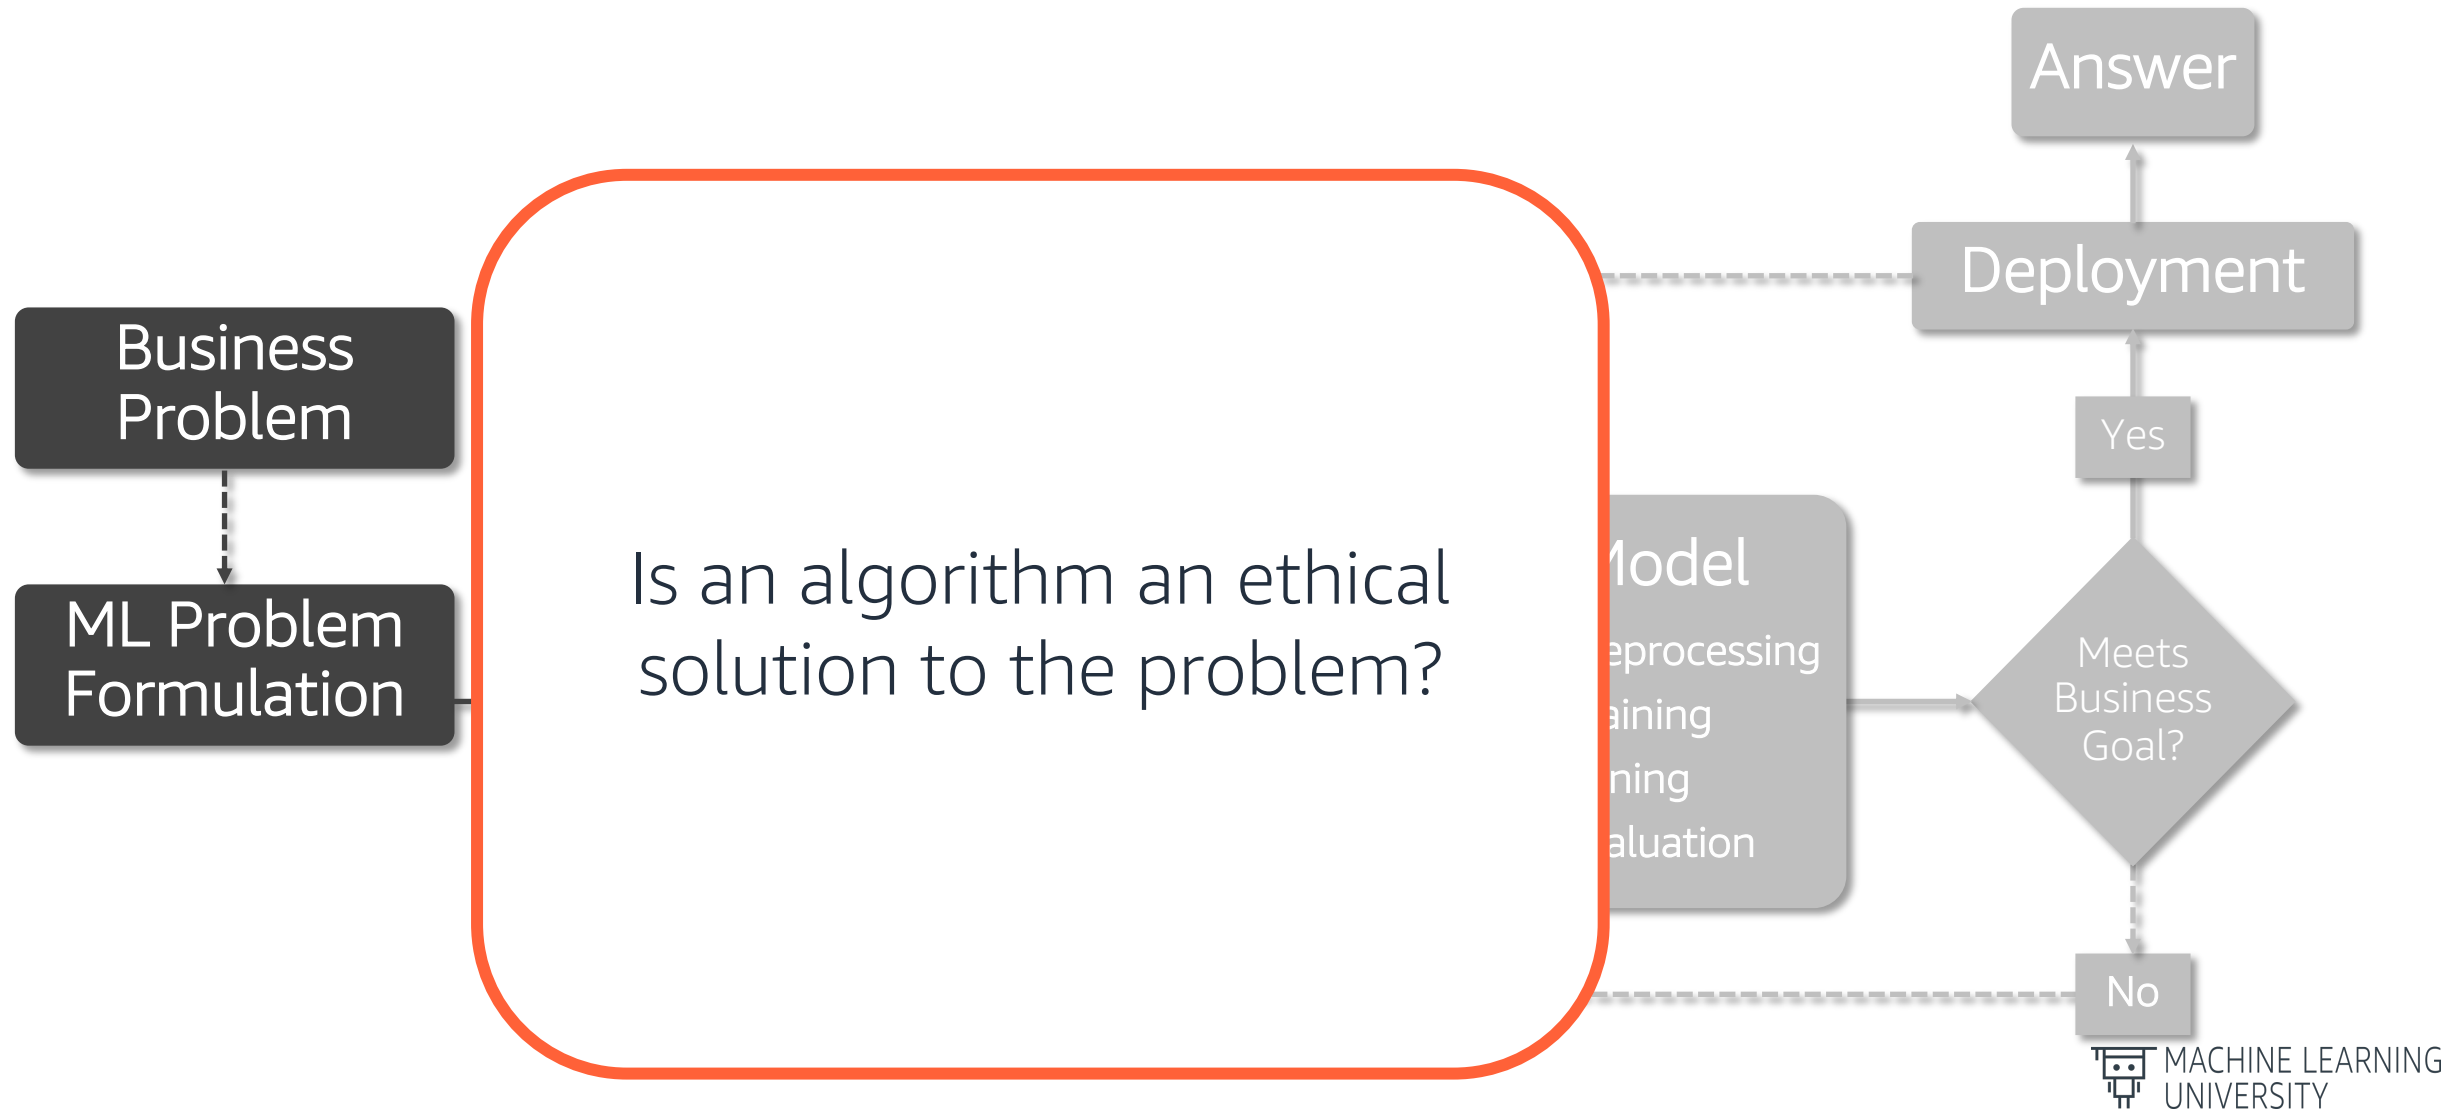 Business
Problem
ML Problem
Formulation
Is an algorithm an ethical
solution to the problem?
Answer
Deployment
Yes
Meets
Business
Goal?
No
MACHINE LEARNING
UNIVERSITY